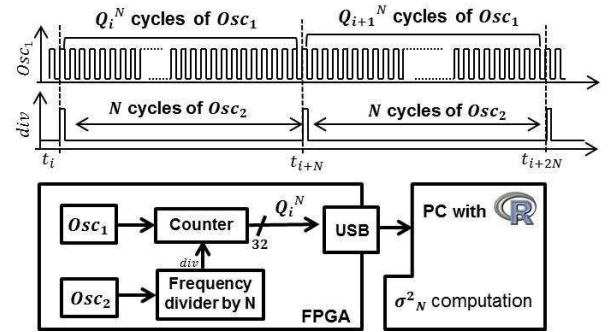 Q_i^N cycles of Osc_1 Q_{i+1}^N cycles of Osc_1
Osc_1
N cycles of Osc_2 N cycles of Osc_2
div
t_i t_{i+N} t_{i+2N}
Osc_1 Counter 32 Q_i^N USB PC with R
div
Osc_2 Frequency divider by N FPGA σ^2_N computation